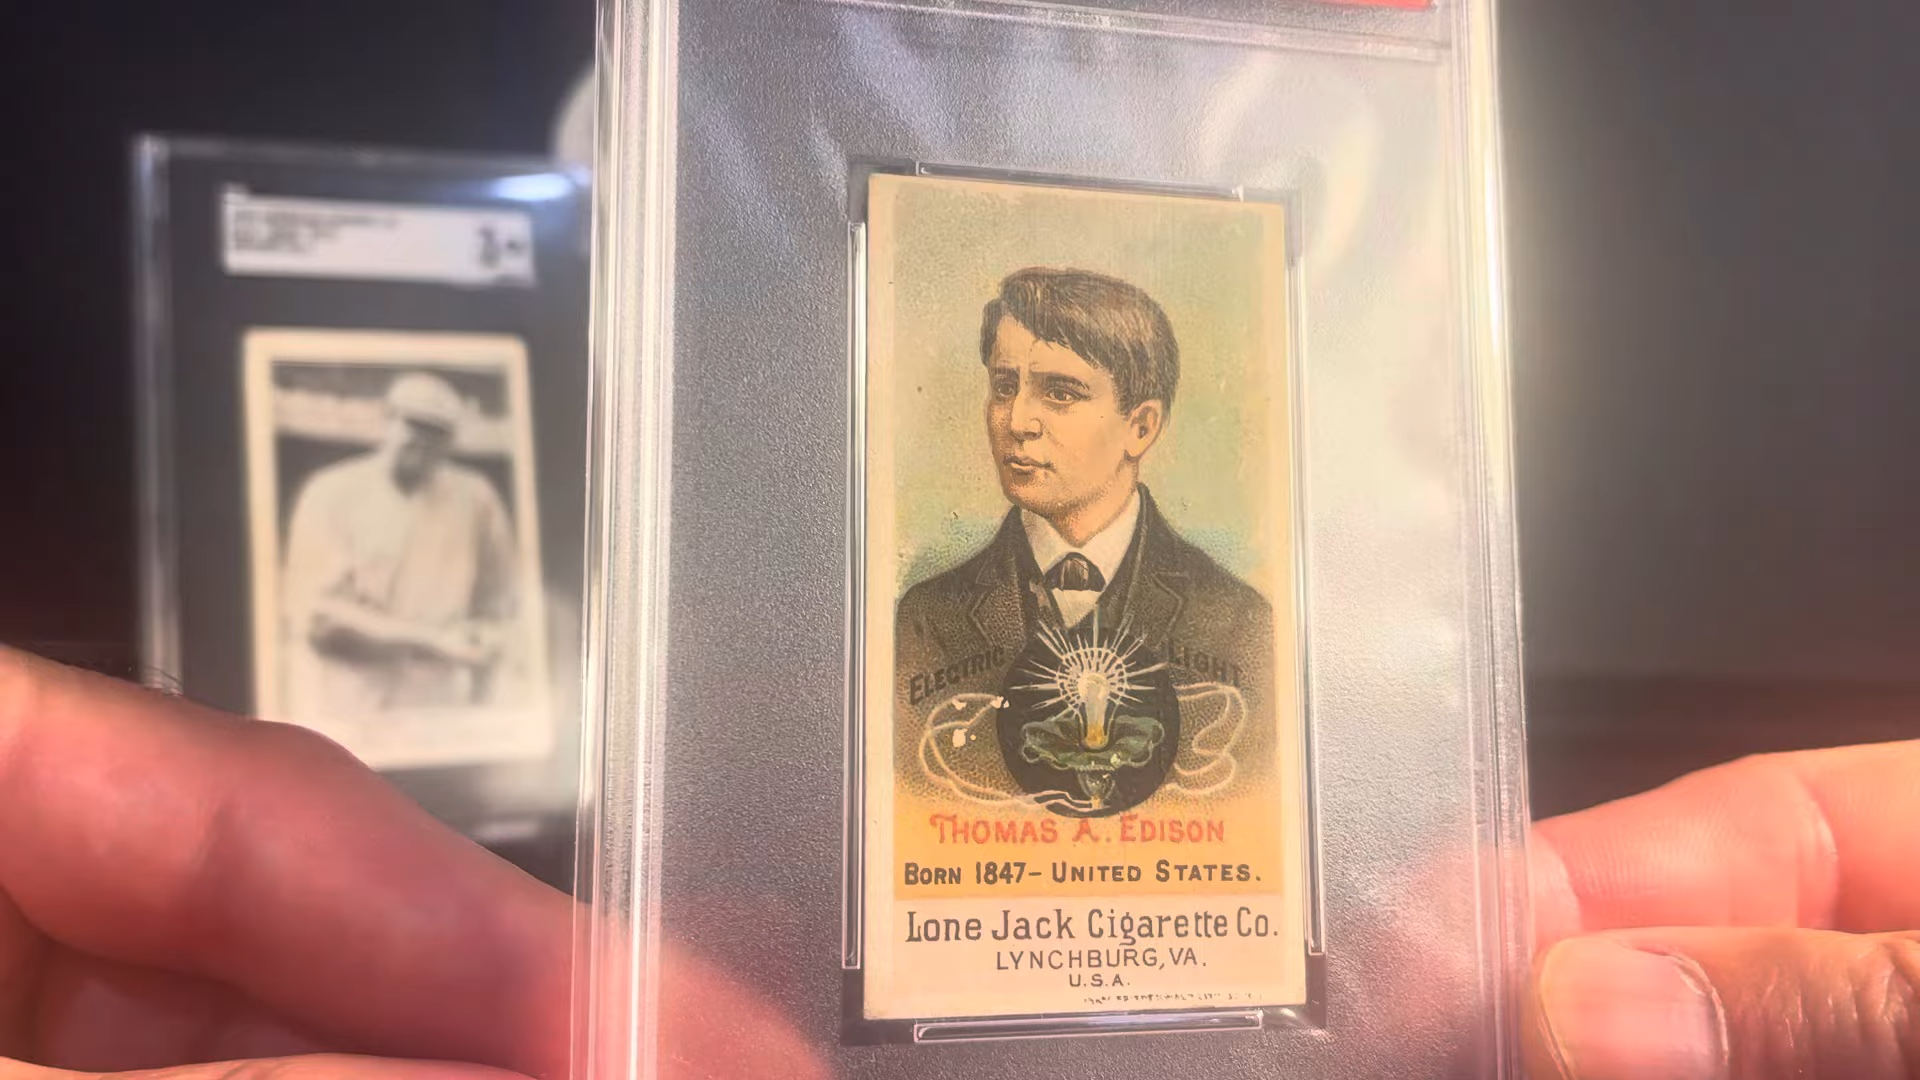 ELECTRIC LIGHT
THOMAS A. EDISON
BORN 1847- UNITED STATES.
Lone Jack Cigarette Co.
LYNCHBURG, VA.
U.S.A.